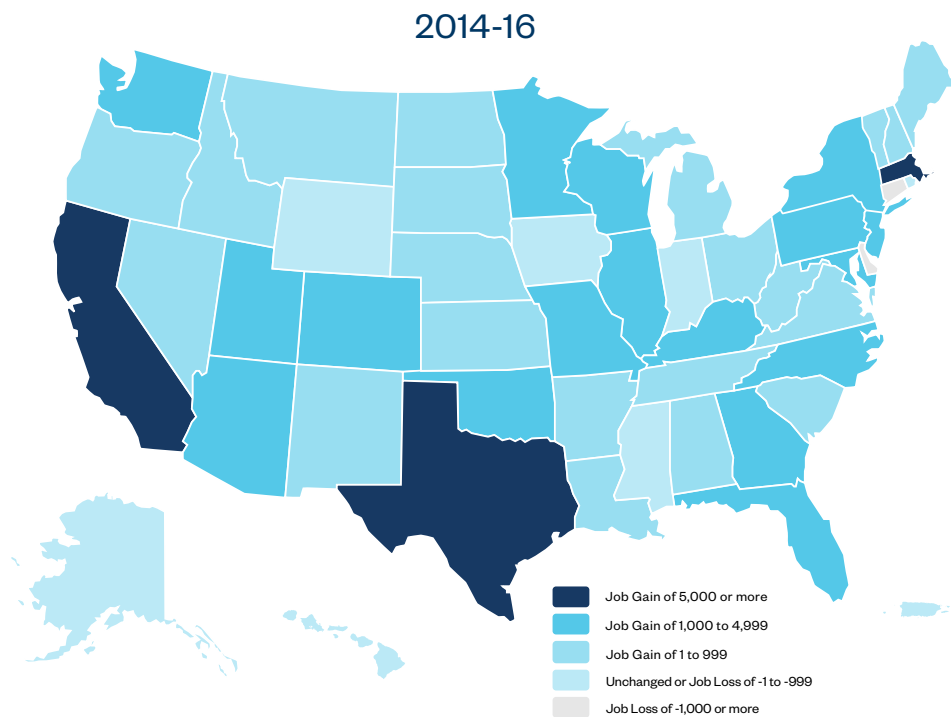 2014-16
Job Gain of 5,000 or more
Job Gain of 1,000 to 4,999
Job Gain of 1 to 999
Unchanged or Job Loss of -1 to -999
Job Loss of -1,000 or more